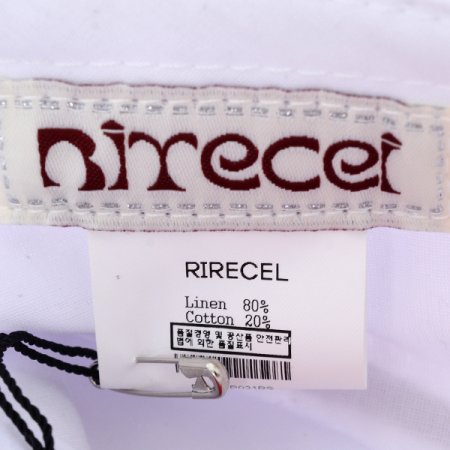 Rirecel
RIRECEL
Linen 80%
Cotton 20%
품질경영 및 공산품 안전관리
법에 의한 품질표시